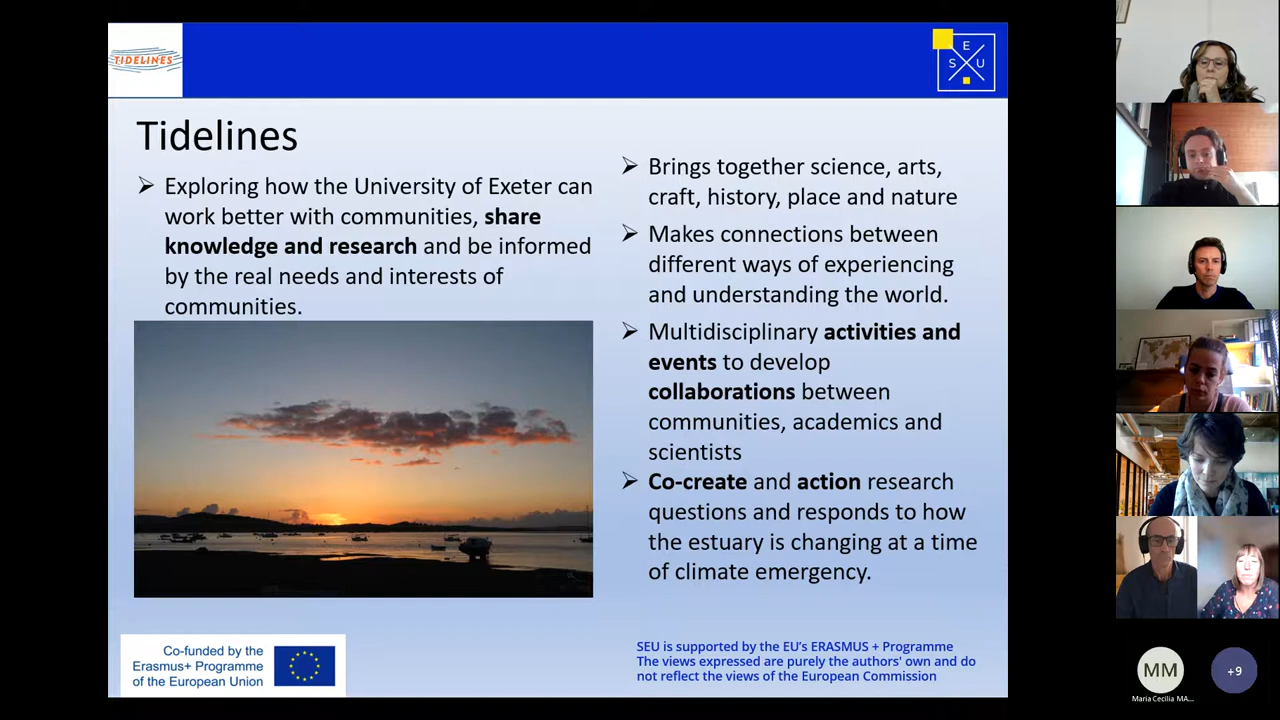 TIDELINES
E
S U
Tidelines
➢ Exploring how the University of Exeter can
work better with communities, share
knowledge and research and be informed
by the real needs and interests of
communities.
➢ Brings together science, arts,
craft, history, place and nature
➢ Makes connections between
different ways of experiencing
and understanding the world.
➢ Multidisciplinary activities and
events to develop
collaborations between
communities, academics and
scientists
➢ Co-create and action research
questions and responds to how
the estuary is changing at a time
of climate emergency.
Co-funded by the
Erasmus+ Programme
of the European Union
SEU is supported by the EU's ERASMUS + Programme
The views expressed are purely the authors' own and do
not reflect the views of the European Commission
MM
+9
Maria Cecilia MA...